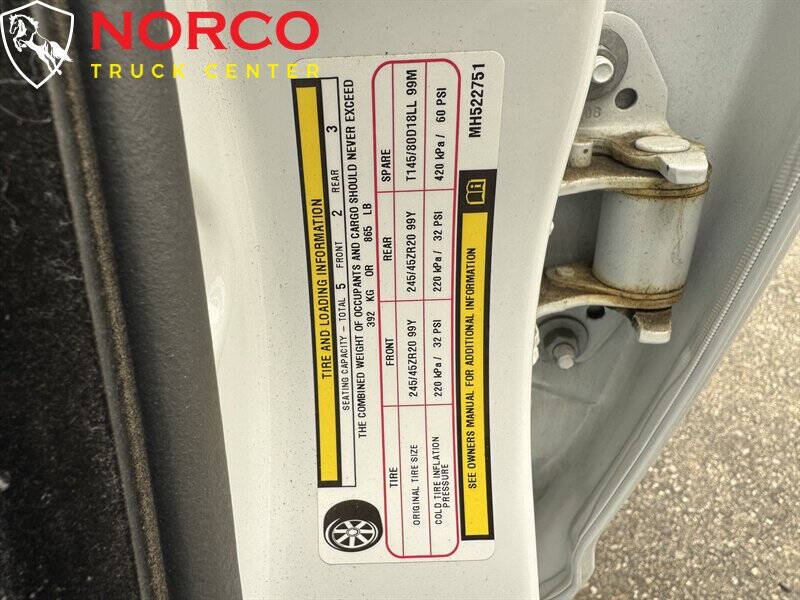 NORCO
TRUCK CENTER
TIRE AND LOADING INFORMATION
SEATING CAPACITY – TOTAL 5 FRONT 2 REAR 3
THE COMBINED WEIGHT OF OCCUPANTS AND CARGO SHOULD NEVER EXCEED
392 KG OR 865 LB
TIRE FRONT REAR SPARE
ORIGINAL TIRE SIZE 245/45ZR20 99Y 245/45ZR20 99Y T145/80D18LL 99M
COLD TIRE INFLATION PRESSURE 220 kPa / 32 PSI 220 kPa / 32 PSI 420 kPa / 60 PSI
SEE OWNERS MANUAL FOR ADDITIONAL INFORMATION
MH522751